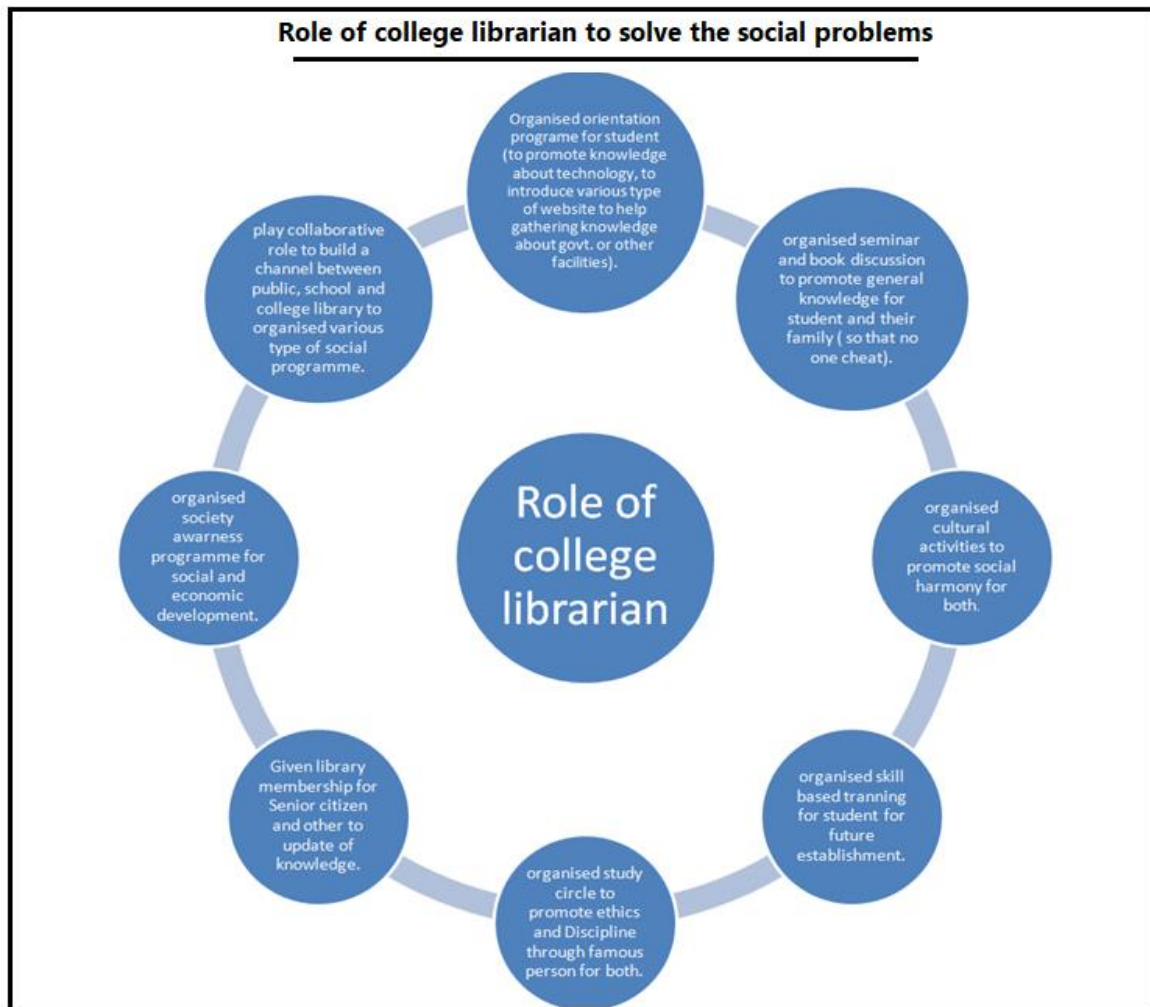 Role of college librarian to solve the social problems
Organised orientation
programe for student
(to promote knowledge
about technology, to
introduce various type
of website to help
gathering knowledge
about govt. or other
facilities).
organised seminar
and book discussion
to promote general
knowledge for
student and their
family ( so that no
one cheat).
organised
cultural
activities to
promote social
harmony for
both.
organised skill
based tranning
for student for
future
establishment.
organised study
circle to
promote ethics
and Discipline
through famous
person for both.
Given library
membership for
Senior citizen
and other to
update of
knowledge.
organised
society
awarness
programme for
social and
economic
development.
play collaborative
role to build a
channel between
public, school and
college library to
organised various
type of social
programme.
Role of
college
librarian